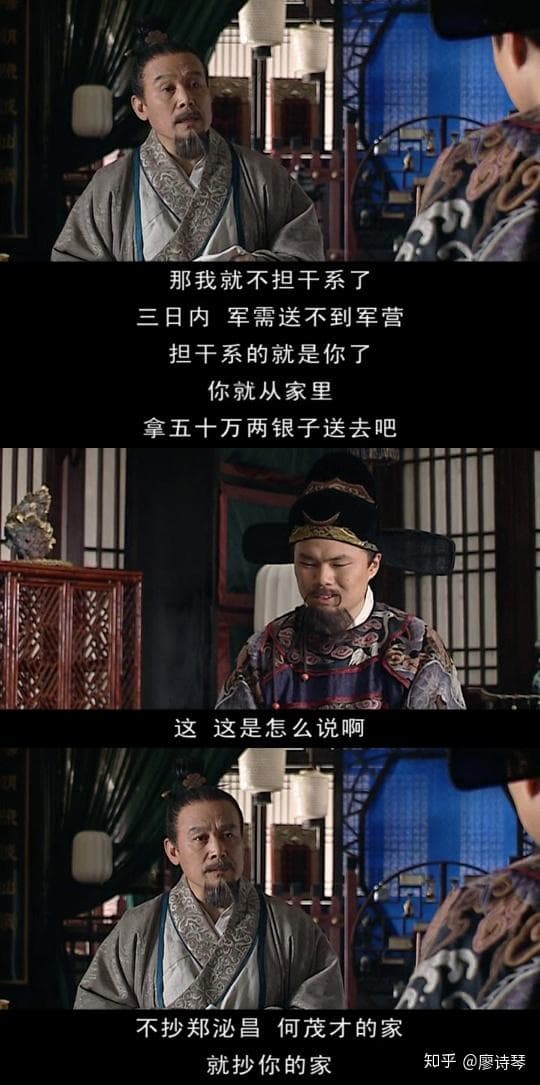 那我就不担干系了
三日内 军需送不到军营
担干系的就是你了
你就从家里
拿五十万两银子送去吧
这 这是怎么说啊
不抄郑泌昌 何茂才的家
就抄你的家
知乎 @廖诗琴